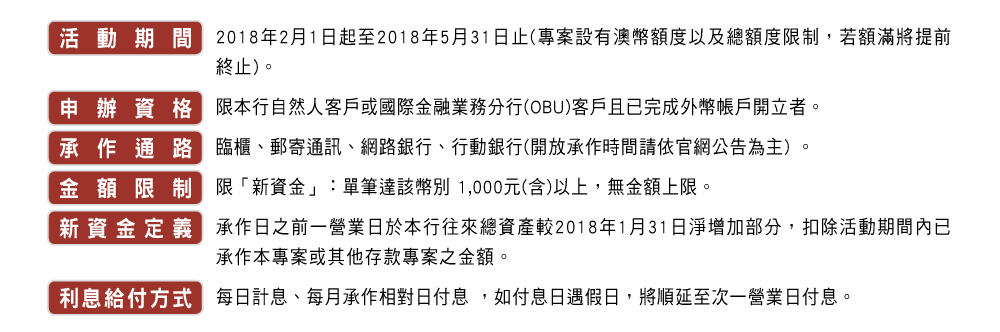 活動期間 2018年2月1日起至2018年5月31日止(專案設有澳幣額度以及總額度限制，若額滿將提前
終止)。
申辦資格 限本行自然人客戶或國際金融業務分行(OBU)客戶且已完成外幣帳戶開立者。
承作通路 臨櫃、郵寄通訊、網路銀行、行動銀行(開放承作時間請依官網公告為主) 。
金額限制 限「新資金」：單筆達該幣別 1,000元(含)以上，無金額上限。
新資金定義 承作日之前一營業日於本行往來總資產較2018年1月31日淨增加部分，扣除活動期間內已
承作本專案或其他存款專案之金額。
利息給付方式 每日計息、每月承作相對日付息 ，如付息日遇假日，將順延至次一營業日付息。